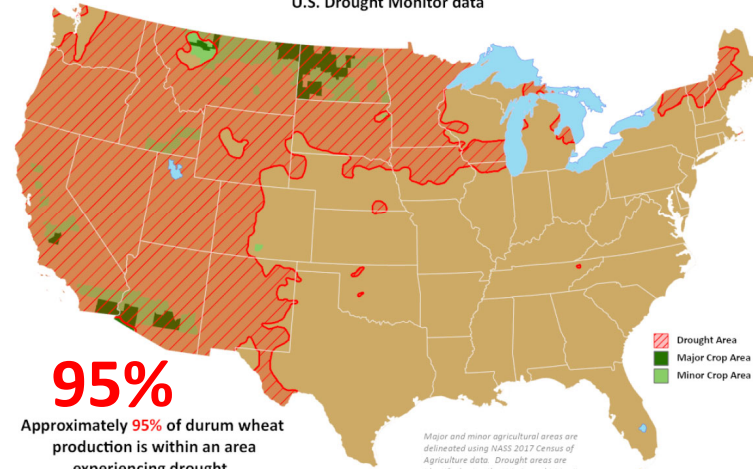 U.S. Drought Monitor data
Drought Area
Major Crop Area
Minor Crop Area
95%
Approximately 95% of durum wheat
production is within an area
experiencing drought
Major and minor agricultural areas are
delineated using NASS 2017 Census of
Agriculture data. Drought areas are